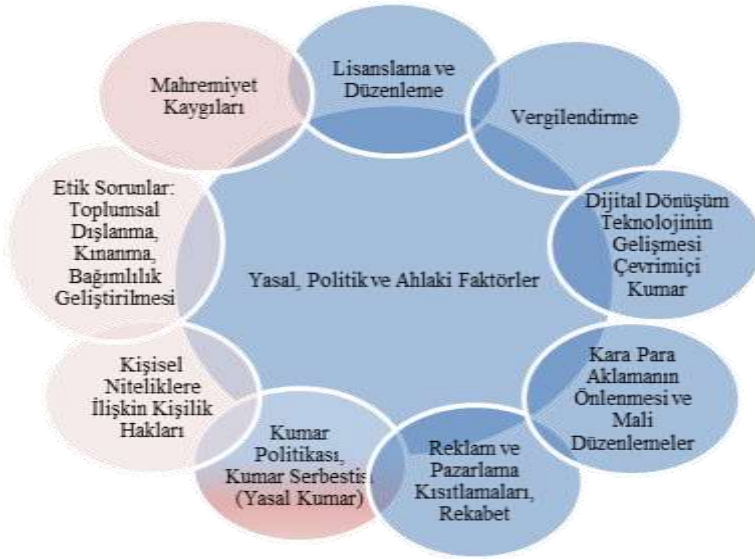 Lisanslama ve
Düzenleme
Vergilendirme
Dijital Dönüşüm
Teknolojinin
Gelişmesi
Çevrimiçi
Kumar
Kara Para
Aklamanın
Önlenmesi ve
Mali
Düzenlemeler
Reklam ve
Pazarlama
Kısıtlamaları,
Rekabet
Kumar
Politikası,
Kumar Serbestisi
(Yasal Kumar)
Kişisel
Niteliklere
İlişkin Kişilik
Hakları
Etik Sorunlar:
Toplumsal
Dışlanma,
Kınanma,
Bağımlılık
Geliştirilmesi
Mahremiyet
Kaygıları
Yasal, Politik ve Ahlaki Faktörler